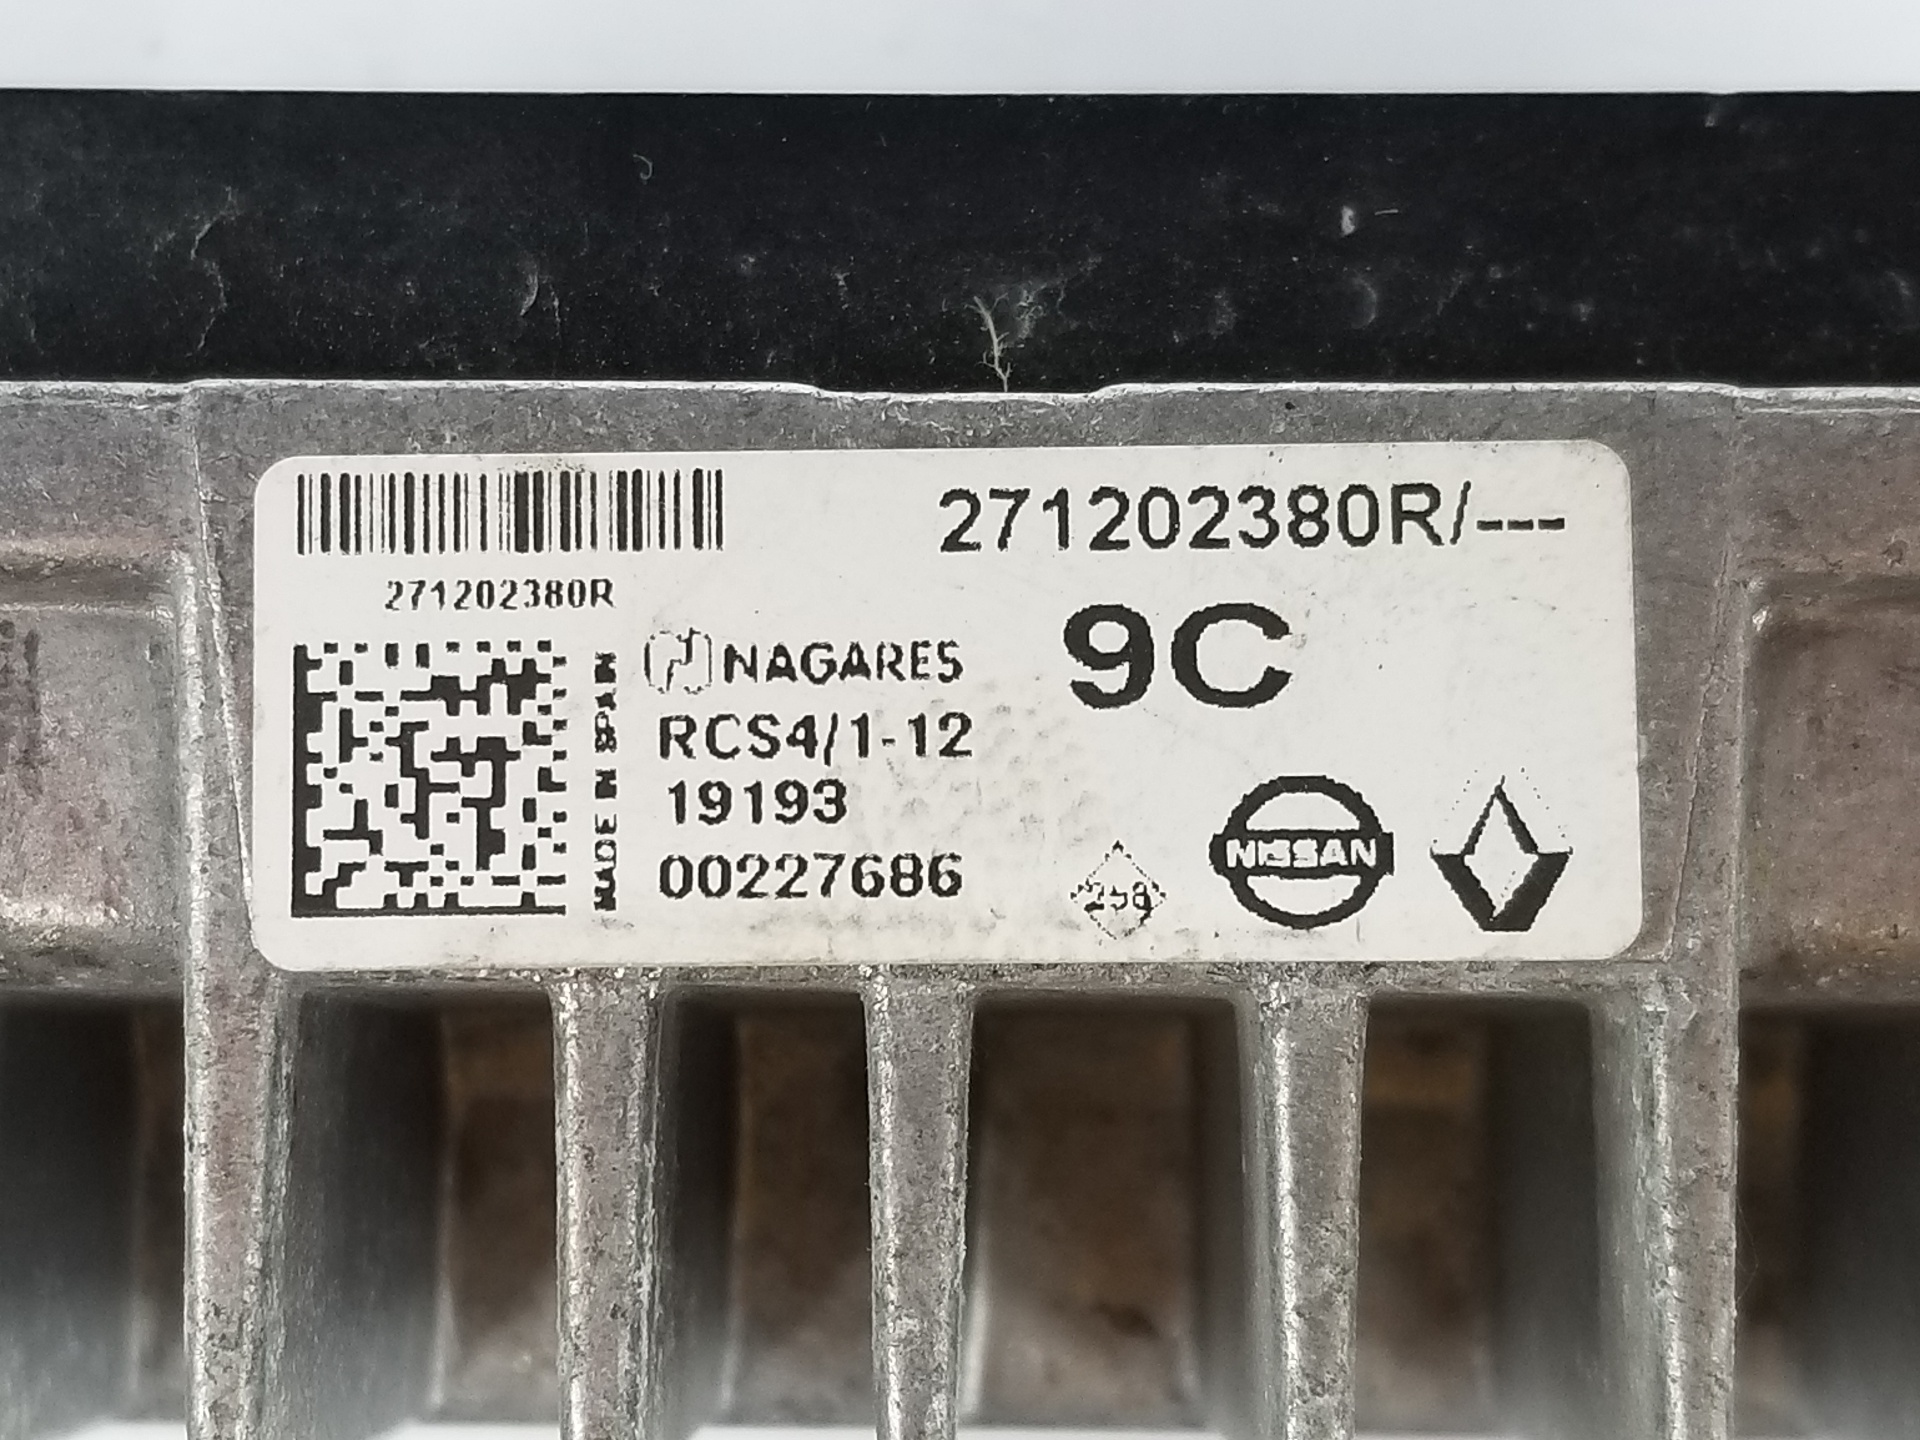 271202380R/---
271202380R
9C
NAGARES
MADE IN SPAIN
RCS4/1-12
19193
00227686
NISSAN